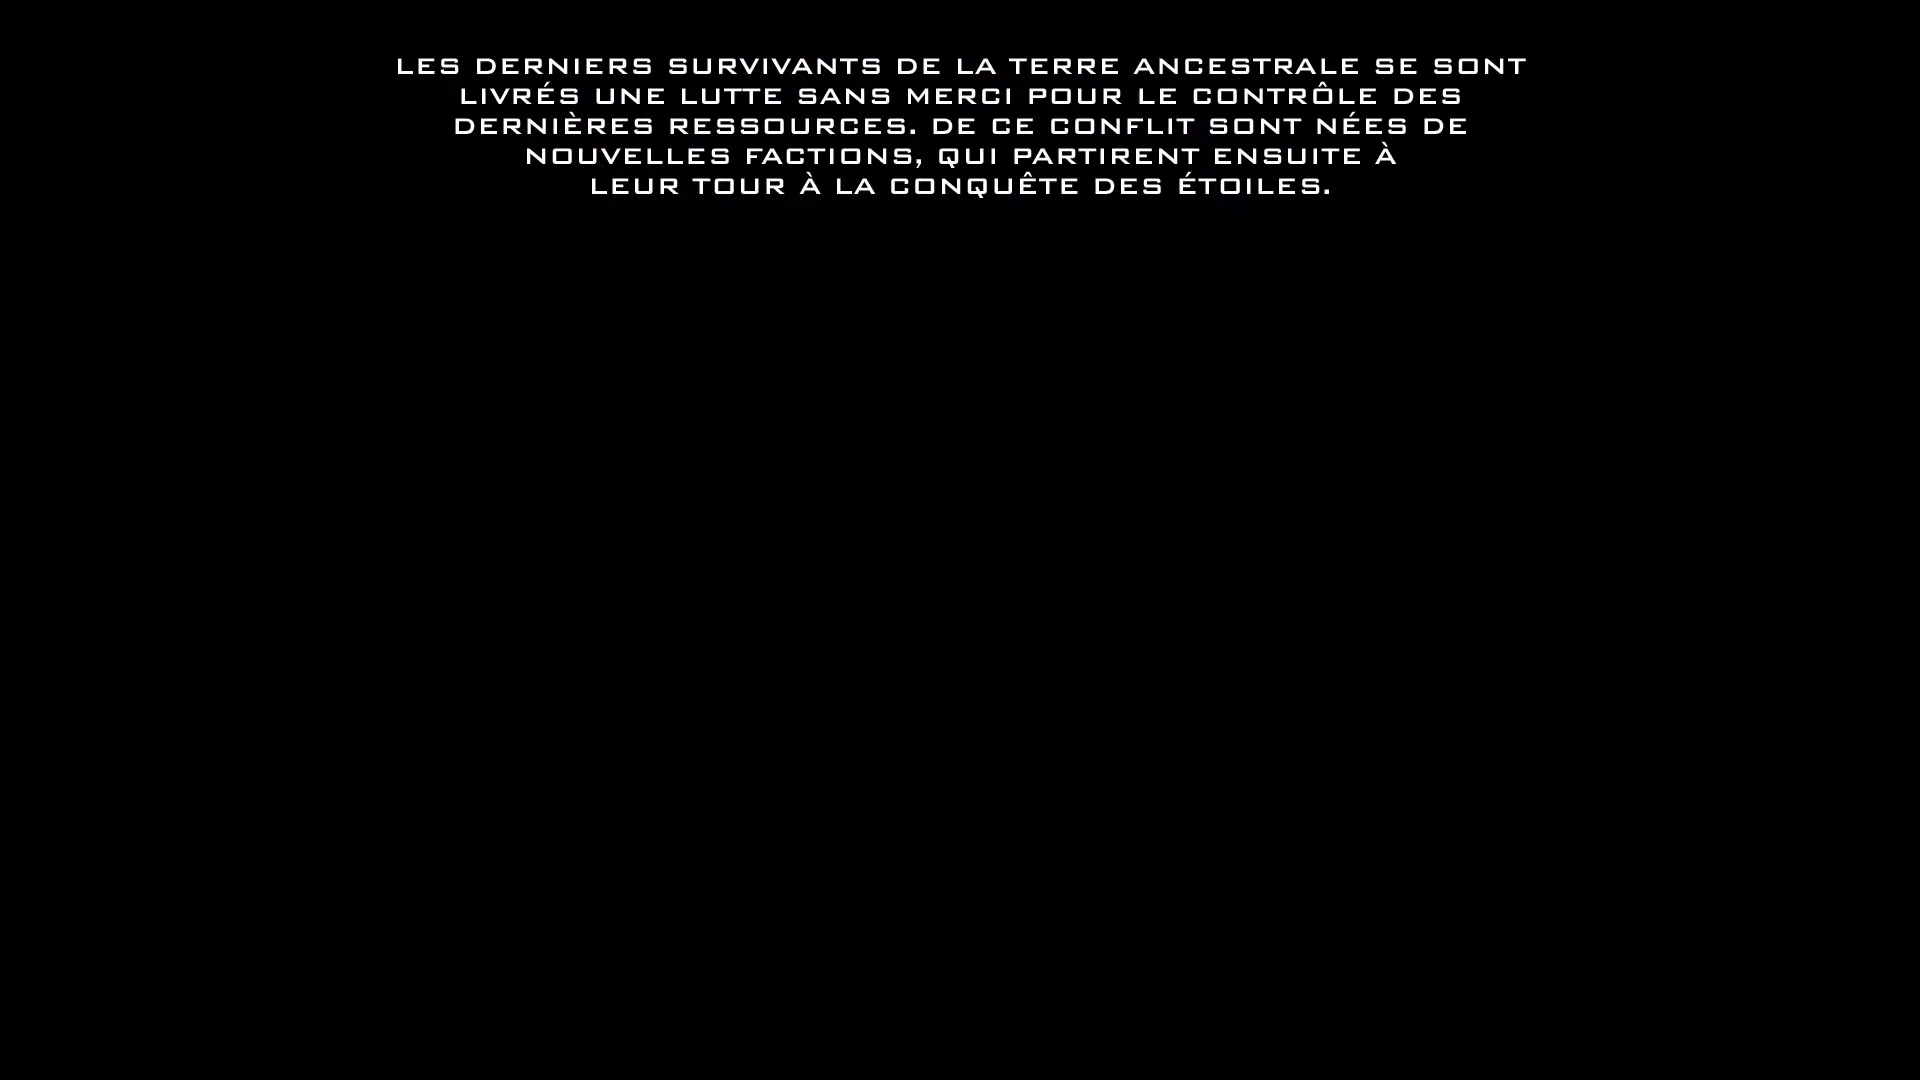 LES DERNIERS SURVIVANTS DE LA TERRE ANCESTRALE SE SONT
LIVRÉS UNE LUTTE SANS MERCI POUR LE CONTRÔLE DES
DERNIÈRES RESSOURCES. DE CE CONFLIT SONT NÉES DE
NOUVELLES FACTIONS, QUI PARTIRENT ENSUITE À
LEUR TOUR À LA CONQUÊTE DES ÉTOILES.